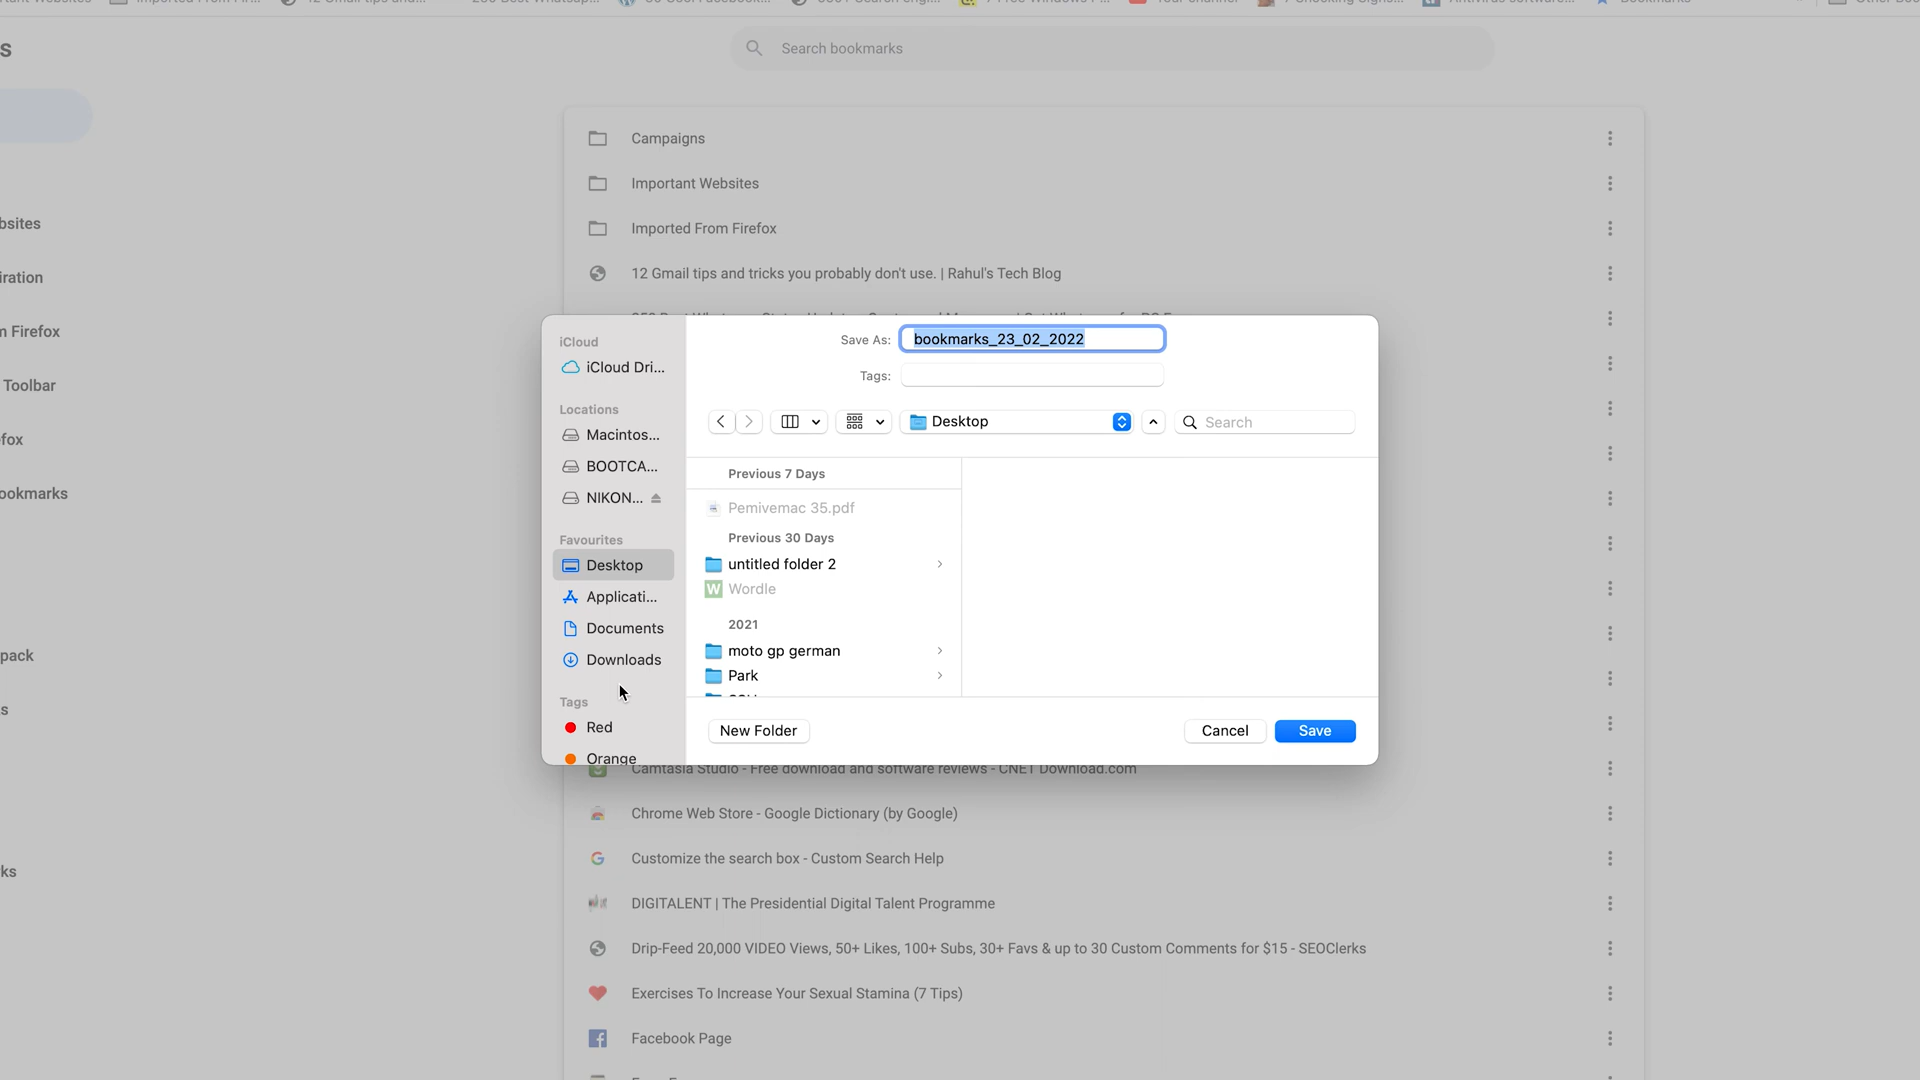 12 Gmail tips and
s
Search bookmarks
Campaigns
Important Websites
bsites
Imported From Firefox
12 Gmail tips and tricks you probably don't use. | Rahul's Tech Blog
iration
m Firefox
Toolbar
fox
ookmarks
pack
s
ks
iCloud
iCloud Dri...
Locations
Macintos...
BOOTCA...
NIKON...
Favourites
Desktop
Applicati...
Documents
Downloads
Tags
Red
Orange
Save As: bookmarks_23_02_2022
Tags:
Desktop
Search
Previous 7 Days
Pemivemac 35.pdf
Previous 30 Days
untitled folder 2
W Wordle
2021
moto gp german
Park
New Folder
Cancel
Save
Camtasia Studio - Free download and software reviews - CNET Download.com
Chrome Web Store - Google Dictionary (by Google)
Customize the search box - Custom Search Help
DIGITALENT | The Presidential Digital Talent Programme
Drip-Feed 20,000 VIDEO Views, 50+ Likes, 100+ Subs, 30+ Favs & up to 30 Custom Comments for $15 - SEOClerks
Exercises To Increase Your Sexual Stamina (7 Tips)
Facebook Page